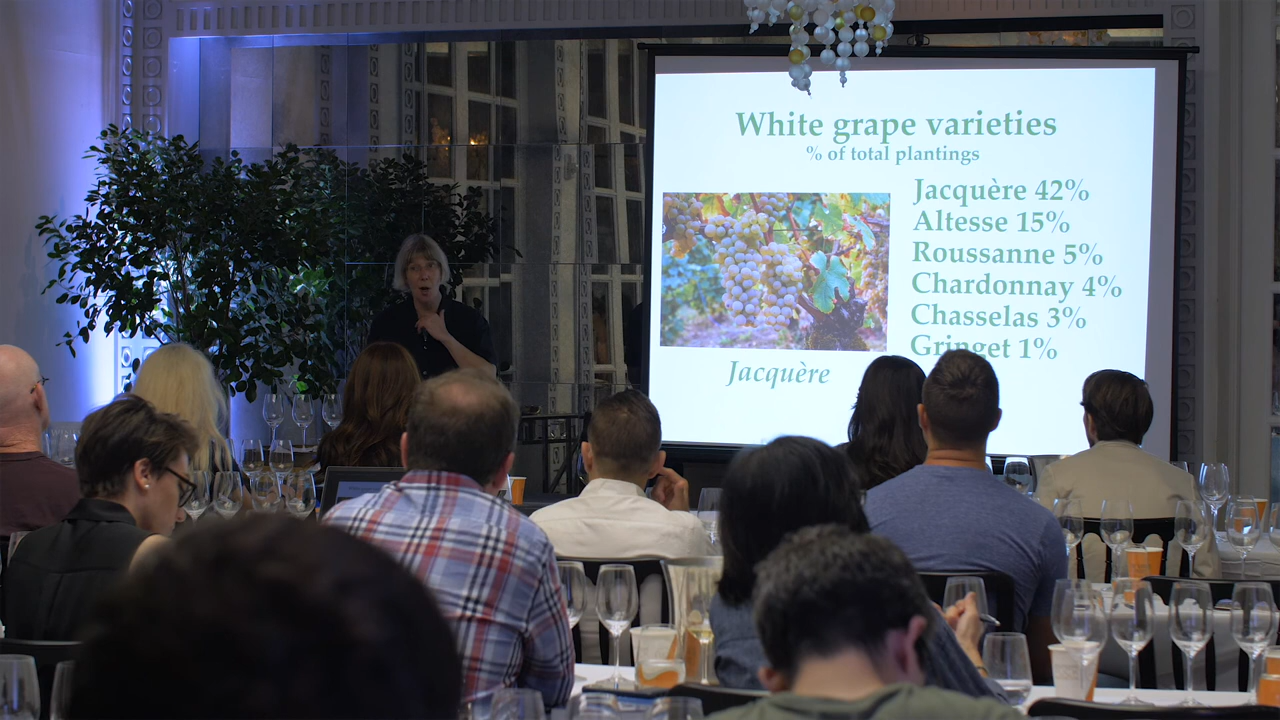 White grape varieties
% of total plantings
Jacquère 42%
Altesse 15%
Roussanne 5%
Chardonnay 4%
Chasselas 3%
Gringet 1%
Jacquère